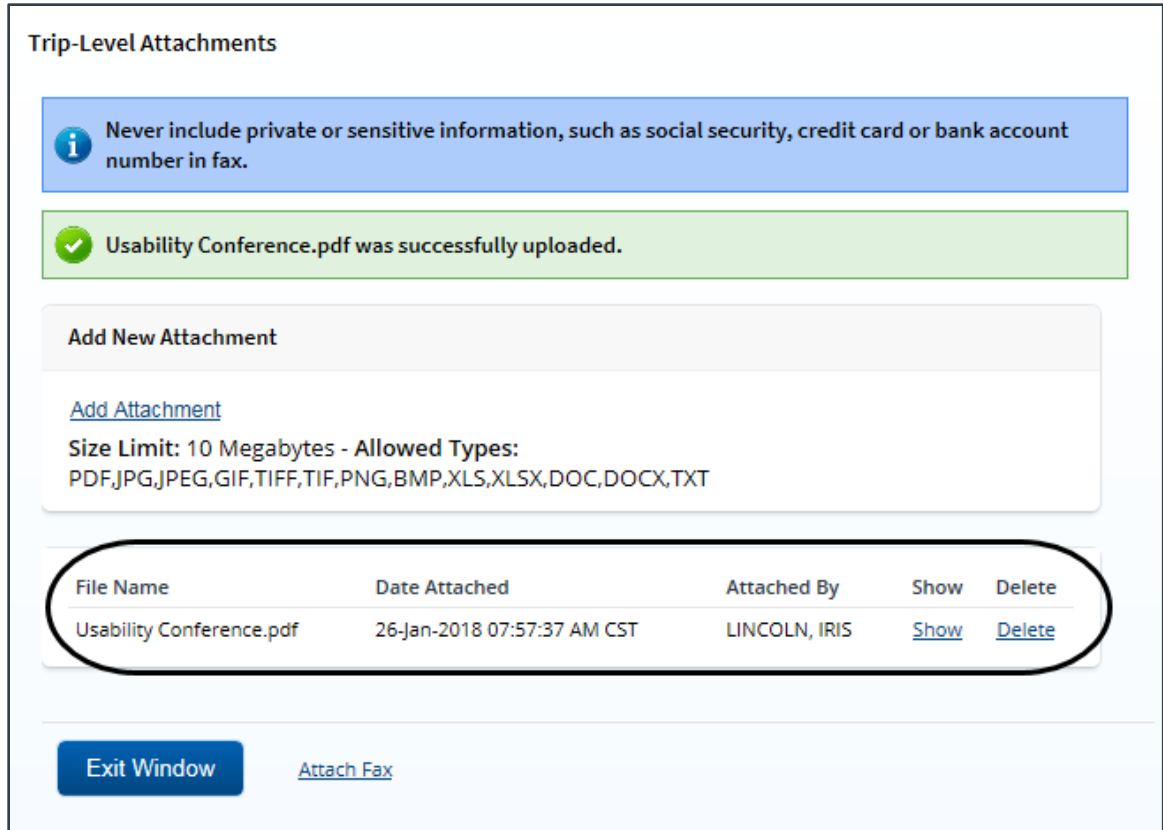 Trip-Level Attachments
Never include private or sensitive information, such as social security, credit card or bank account
number in fax.
Usability Conference.pdf was successfully uploaded.
Add New Attachment
Add Attachment
Size Limit: 10 Megabytes - Allowed Types:
PDF,JPG,JPEG,GIF,TIFF,TIF,PNG,BMP,XLS,XLSX,DOC,DOCX,TXT
File Name Date Attached Attached By Show Delete
Usability Conference.pdf 26-Jan-2018 07:57:37 AM CST LINCOLN, IRIS Show Delete
Exit Window Attach Fax